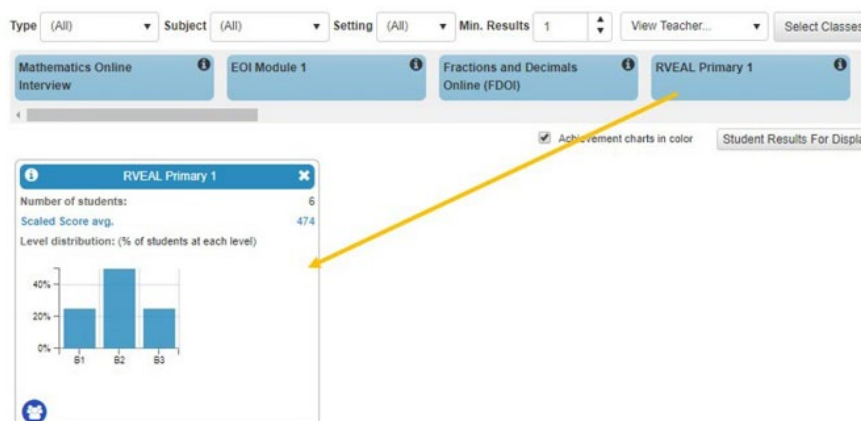 Type (All) Subject (All) Setting (All) Min. Results 1 View Teacher... Select Classes
Mathematics Online Interview
EOI Module 1
Fractions and Decimals Online (FDOI)
RVEAL Primary 1
Achievement charts in color Student Results For Displa
RVEAL Primary 1
Number of students: 6
Scaled Score avg. 474
Level distribution: (% of students at each level)
40%
20%
0%
B1 B2 B3